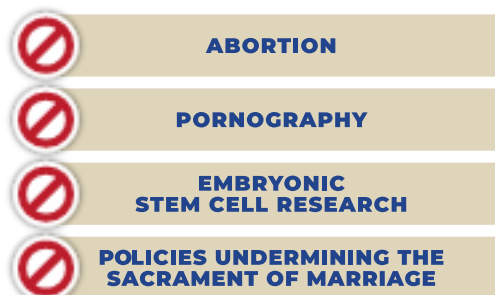 ABORTION
PORNOGRAPHY
EMBRYONIC
STEM CELL RESEARCH
POLICIES UNDERMINING THE
SACRAMENT OF MARRIAGE